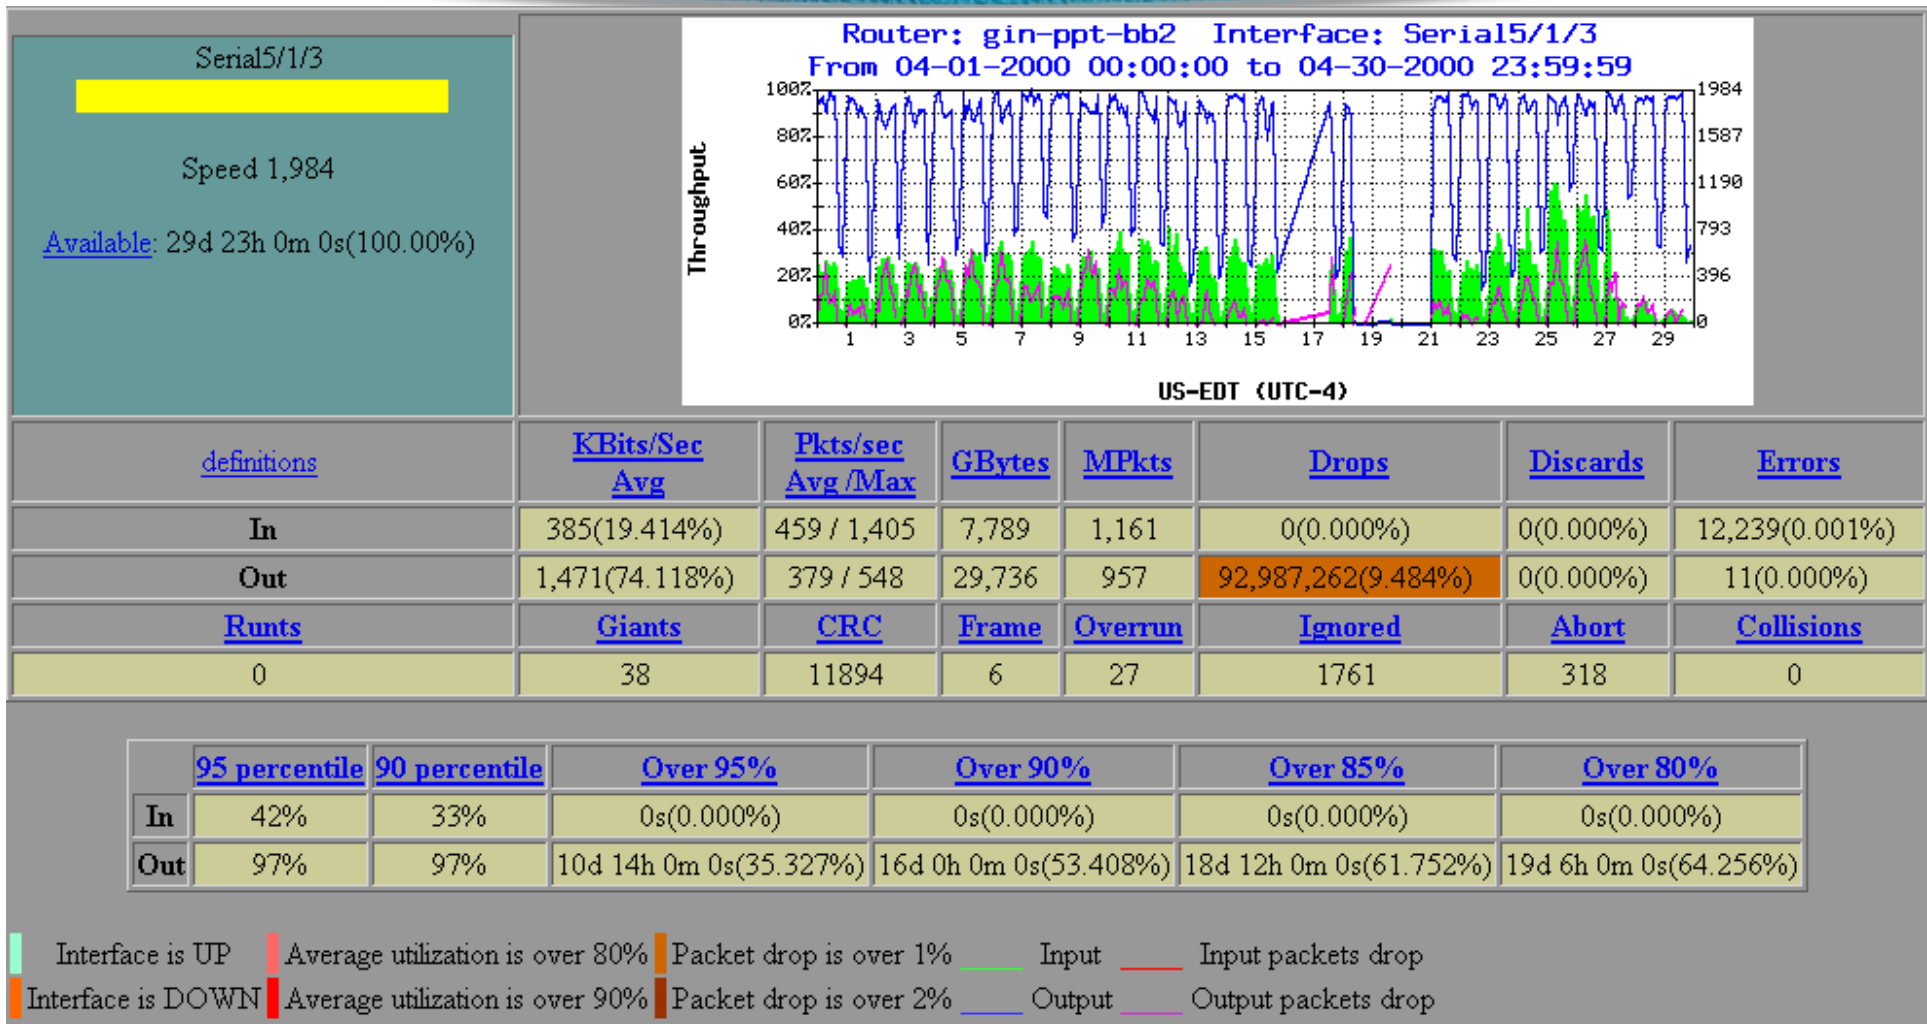 Serial5/1/3
Speed 1,984
Available: 29d 23h 0m 0s(100.00%)
Router: gin-ppt-bb2 Interface: Serial5/1/3
From 04-01-2000 00:00:00 to 04-30-2000 23:59:59
Throughput
100% 1984
80% 1587
60% 1190
40% 793
20% 396
0% 0
1 3 5 7 9 11 13 15 17 19 21 23 25 27 29
US-EDT (UTC-4)
definitions KBits/Sec Avg Pkts/sec Avg /Max GBytes MPkts Drops Discards Errors
In 385(19.414%) 459 / 1,405 7,789 1,161 0(0.000%) 0(0.000%) 12,239(0.001%)
Out 1,471(74.118%) 379 / 548 29,736 957 92,987,262(9.484%) 0(0.000%) 11(0.000%)
Runts Giants CRC Frame Overrun Ignored Abort Collisions
0 38 11894 6 27 1761 318 0
95 percentile 90 percentile Over 95% Over 90% Over 85% Over 80%
In 42% 33% 0s(0.000%) 0s(0.000%) 0s(0.000%) 0s(0.000%)
Out 97% 97% 10d 14h 0m 0s(35.327%) 16d 0h 0m 0s(53.408%) 18d 12h 0m 0s(61.752%) 19d 6h 0m 0s(64.256%)
Interface is UP Average utilization is over 80% Packet drop is over 1% Input Input packets drop
Interface is DOWN Average utilization is over 90% Packet drop is over 2% Output Output packets drop